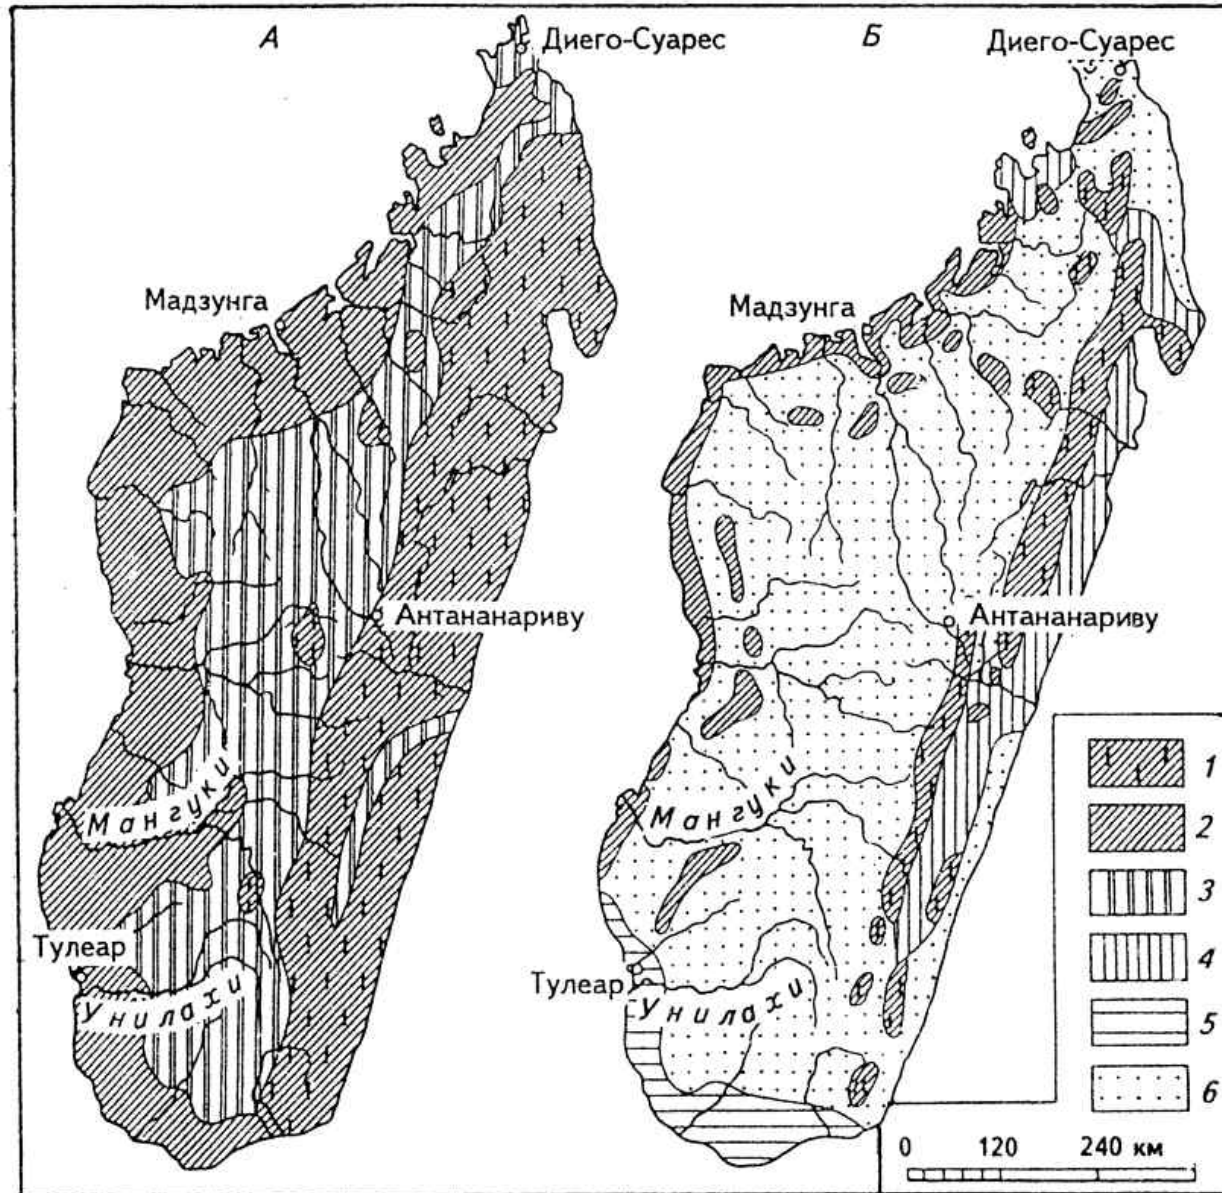 А
Б
Диего-Суарес
Диего-Суарес
Мадзунга
Мадзунга
Антананариву
Антананариву
Мангуки
Мангуки
Тулеар
Тулеар
Унилахи
Унилахи
1
2
3
4
5
6
0 120 240 км